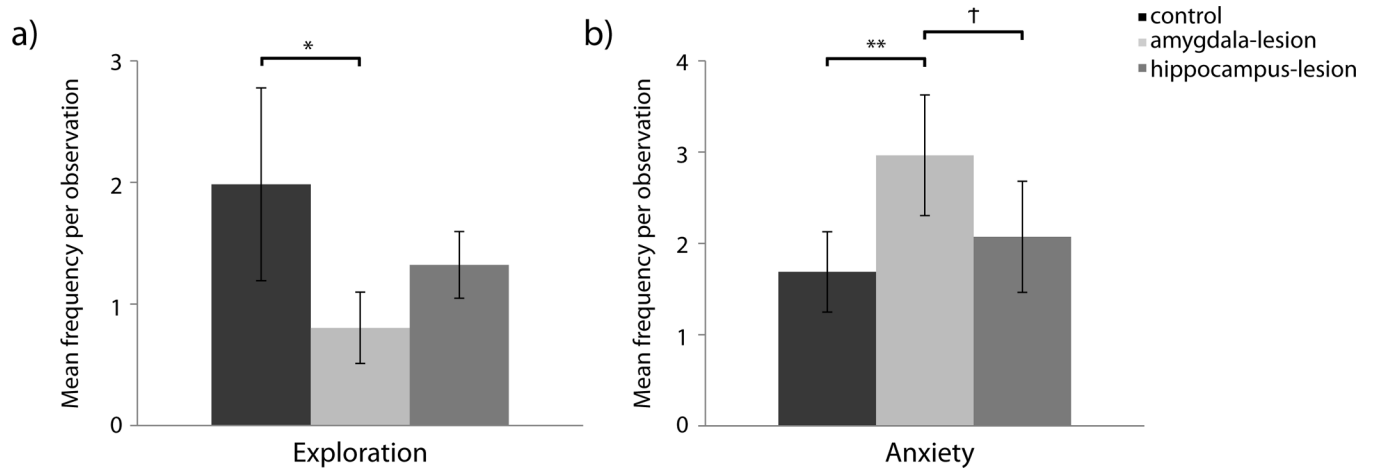 a)
Mean frequency per observation
3
2
1
0
*
Exploration
b)
Mean frequency per observation
4
3
2
1
0
**
†
Anxiety
control
amygdala-lesion
hippocampus-lesion